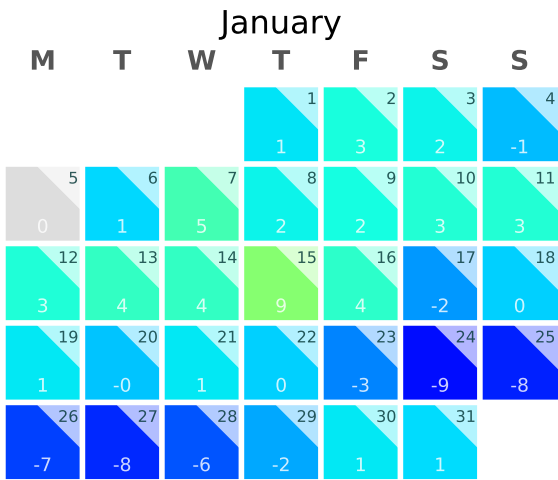 January
M T W T F S S
1 2 3 4
1 3 2 -1
5 6 7 8 9 10 11
0 1 5 2 2 3 3
12 13 14 15 16 17 18
3 4 4 9 4 -2 0
19 20 21 22 23 24 25
1 -0 1 0 -3 -9 -8
26 27 28 29 30 31
-7 -8 -6 -2 1 1